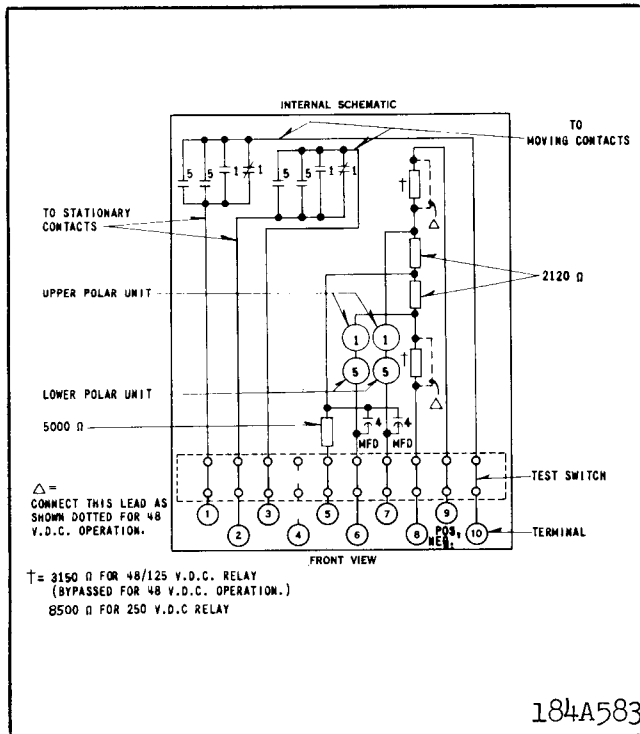 INTERNAL SCHEMATIC
TO
MOVING CONTACTS
5 5 1 1 5 5 1 1
†
TO STATIONARY
CONTACTS
△
2120 Ω
UPPER POLAR UNIT
1 1
†
LOWER POLAR UNIT
5 5
△
5000 Ω
4 4
MFD MFD
TEST SWITCH
△ =
CONNECT THIS LEAD AS
SHOWN DOTTED FOR 48
V.D.C. OPERATION.
1 3 5 7 9
2 4 6 8 10
POS.
NEG.
TERMINAL
FRONT VIEW
† = 3150 Ω FOR 48/125 V.D.C. RELAY
(BYPASSED FOR 48 V.D.C. OPERATION.)
8500 Ω FOR 250 V.D.C RELAY
184A583